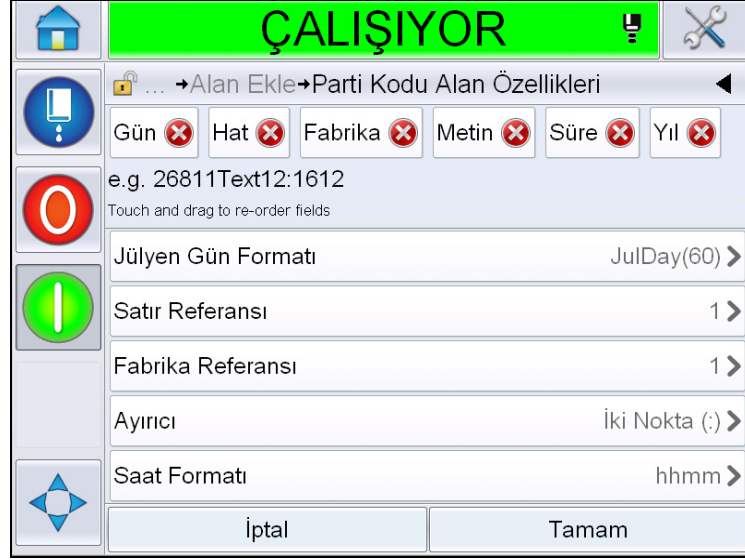 ÇALIŞIYOR
... →Alan Ekle→Parti Kodu Alan Özellikleri
Gün Hat Fabrika Metin Süre Yıl
e.g. 26811Text12:1612
Touch and drag to re-order fields
Jülyen Gün Formatı JulDay(60)
Satır Referansı 1
Fabrika Referansı 1
Ayırıcı İki Nokta (:)
Saat Formatı hhmm
İptal Tamam